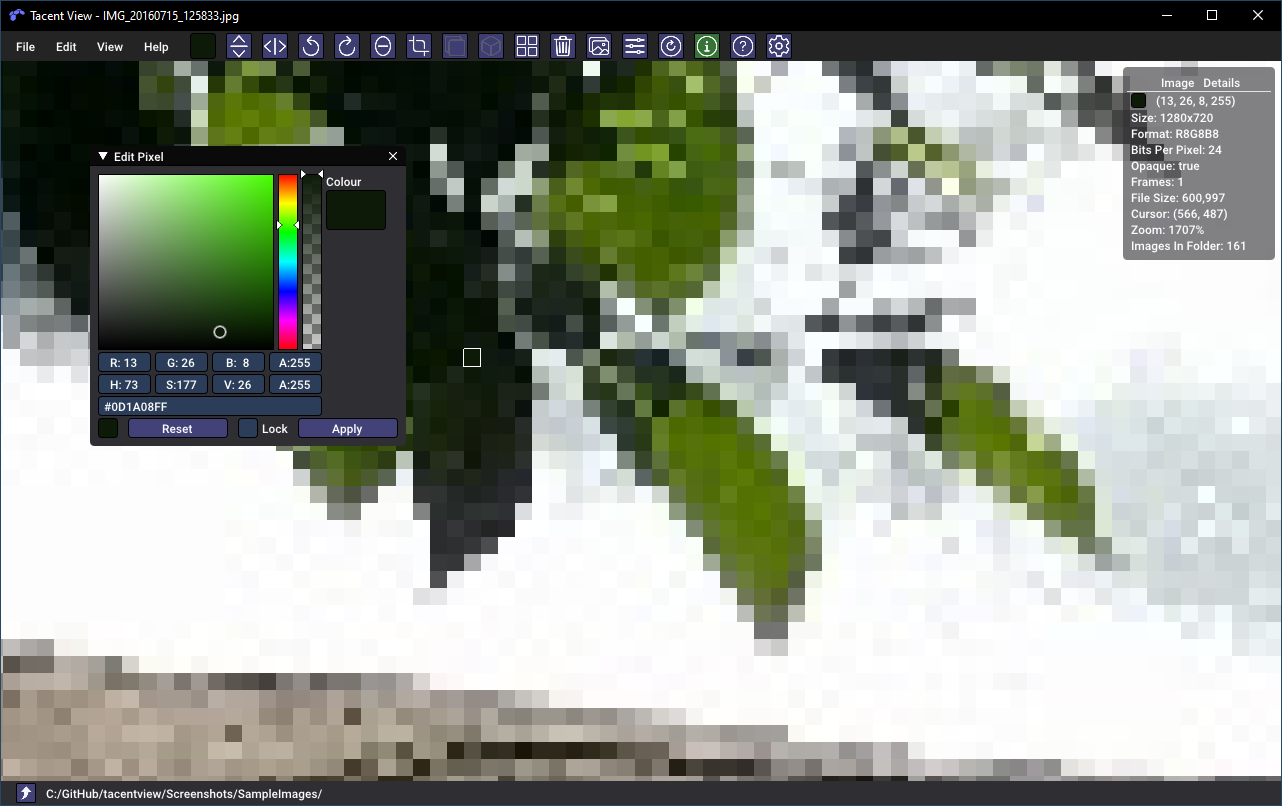 Tacent View - IMG_20160715_125833.jpg
File Edit View Help
Image Details
(13, 26, 8, 255)
Size: 1280x720
Format: R8G8B8
Bits Per Pixel: 24
Opaque: true
Frames: 1
File Size: 600,997
Cursor: (566, 487)
Zoom: 1707%
Images In Folder: 161
Edit Pixel
Colour
R: 13 G: 26 B: 8 A:255
H: 73 S:177 V: 26 A:255
#0D1A08FF
Reset Lock Apply
C:/GitHub/tacentview/Screenshots/SampleImages/